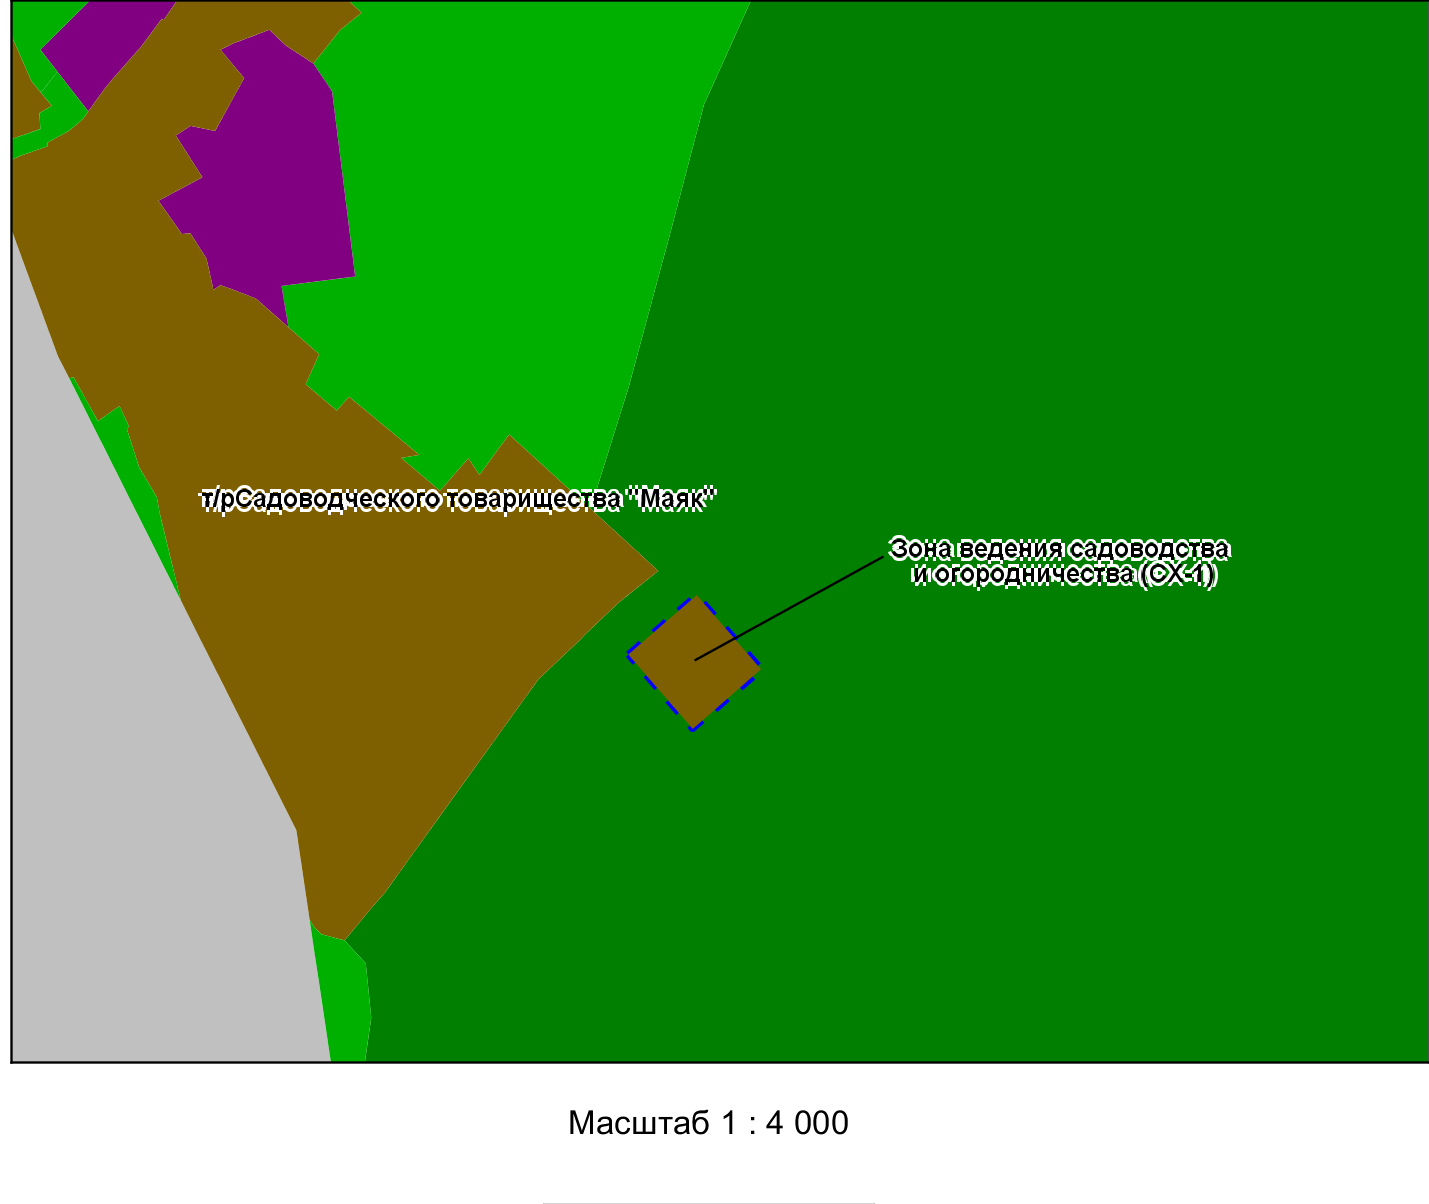 т/рСадоводческого товарищества "Маяк"
Зона ведения садоводства
и огородничества (СХ-1)
Масштаб 1 : 4 000